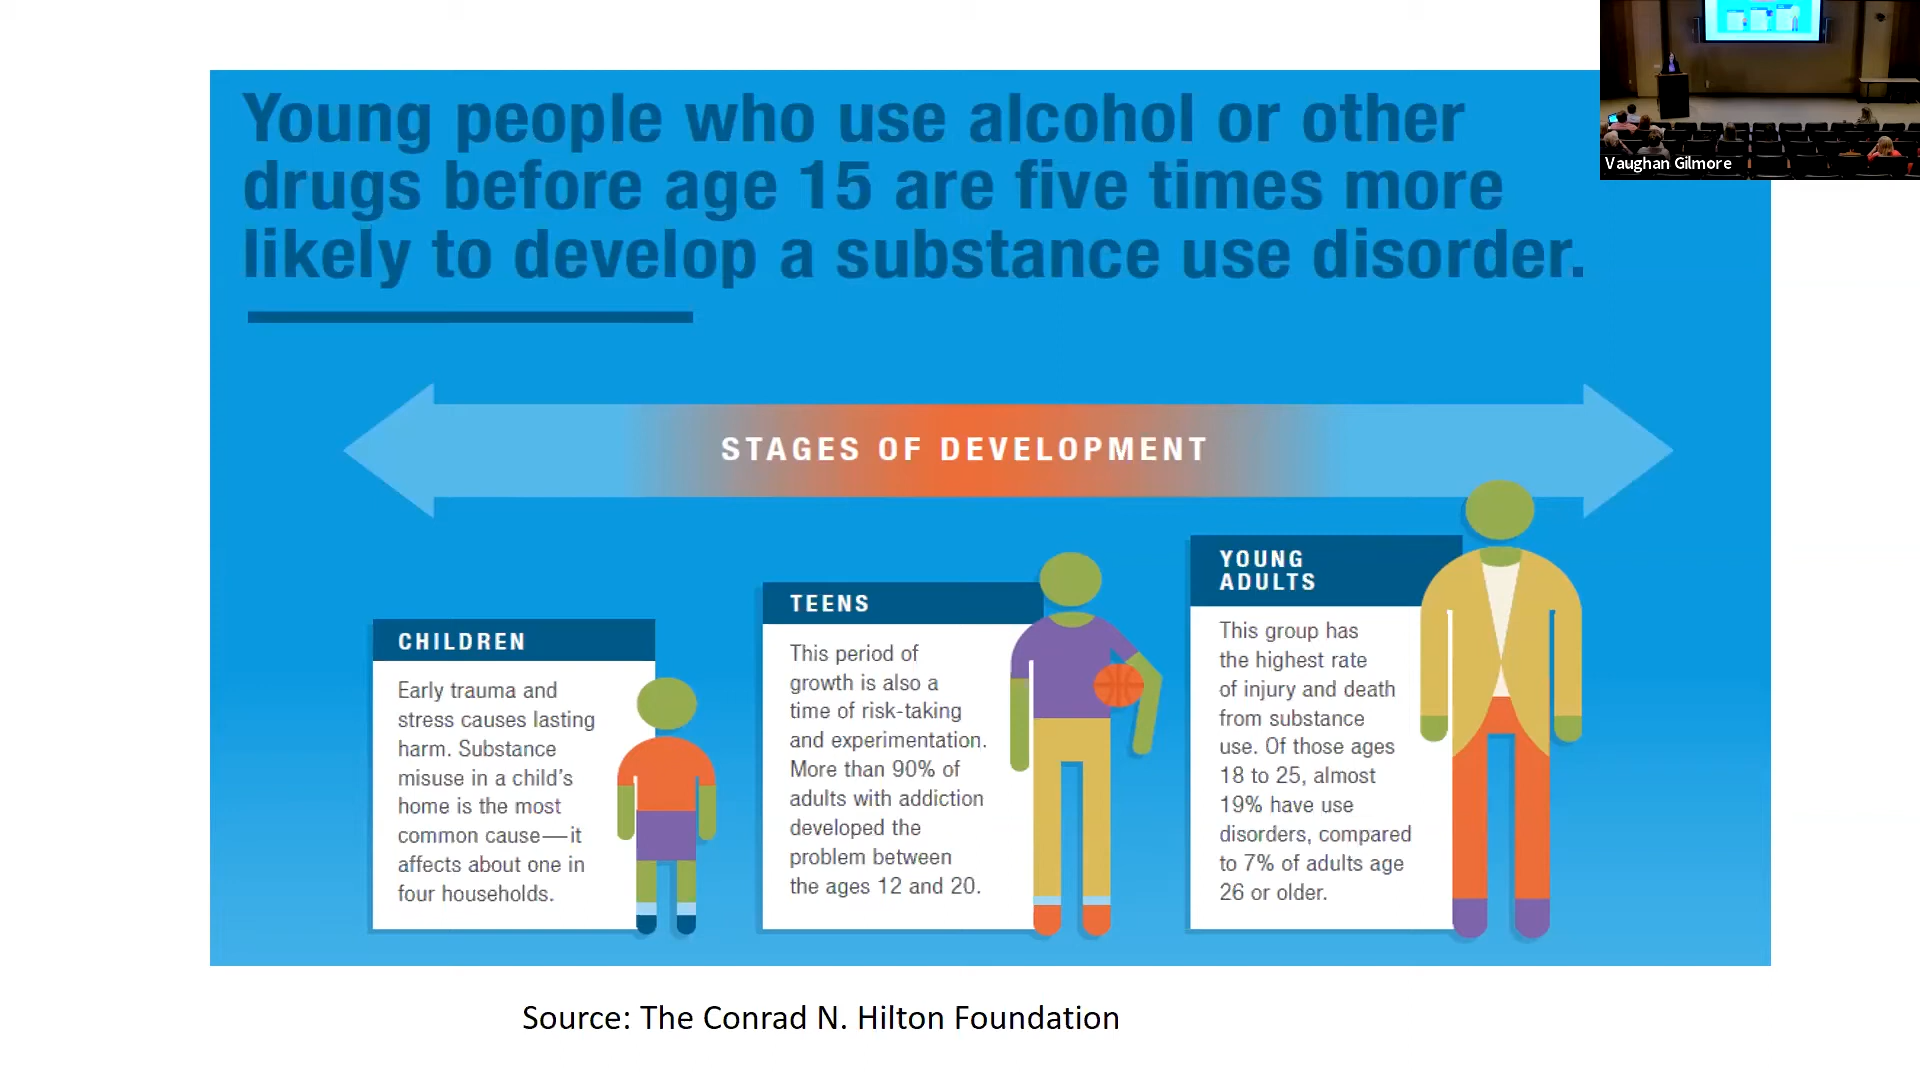 Young people who use alcohol or other
drugs before age 15 are five times more
likely to develop a substance use disorder.
Vaughan Gilmore
STAGES OF DEVELOPMENT
CHILDREN
Early trauma and
stress causes lasting
harm. Substance
misuse in a child's
home is the most
common cause—it
affects about one in
four households.
TEENS
This period of
growth is also a
time of risk-taking
and experimentation.
More than 90% of
adults with addiction
developed the
problem between
the ages 12 and 20.
YOUNG
ADULTS
This group has
the highest rate
of injury and death
from substance
use. Of those ages
18 to 25, almost
19% have use
disorders, compared
to 7% of adults age
26 or older.
Source: The Conrad N. Hilton Foundation